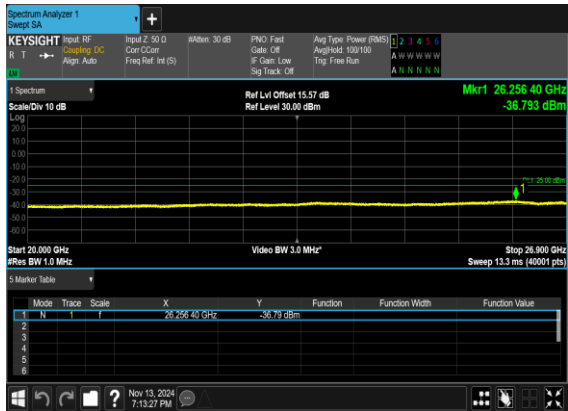 Spectrum Analyzer 1
Swept SA
+
KEYSIGHT Input: RF Input Z: 50 Ω #Atten: 30 dB PNO: Fast Avg Type: Power (RMS) 1 2 3 4 5 6
R T Coupling: DC Corr CCorr Gate: Off Avg|Hold: 100/100 A W W W W W
Align: Auto Freq Ref: Int (S) IF Gain: Low Trig: Free Run
LW Sig Track: Off A N N N N N
1 Spectrum Ref Lvl Offset 15.57 dB Mkr1 26.256 40 GHz
Scale/Div 10 dB Ref Level 30.00 dBm -36.793 dBm
Log
20.0
10.0
0.00
-10.0
-20.0
-25.00 dBm
1
-30.0
-40.0
-50.0
-60.0
Start 20.000 GHz Video BW 3.0 MHz* Stop 26.900 GHz
#Res BW 1.0 MHz Sweep 13.3 ms (40001 pts)
5 Marker Table
Mode Trace Scale X Y Function Function Width Function Value
1 N 1 f 26.256 40 GHz -36.79 dBm
2
3
4
5
6
? Nov 13, 2024
7:13:27 PM